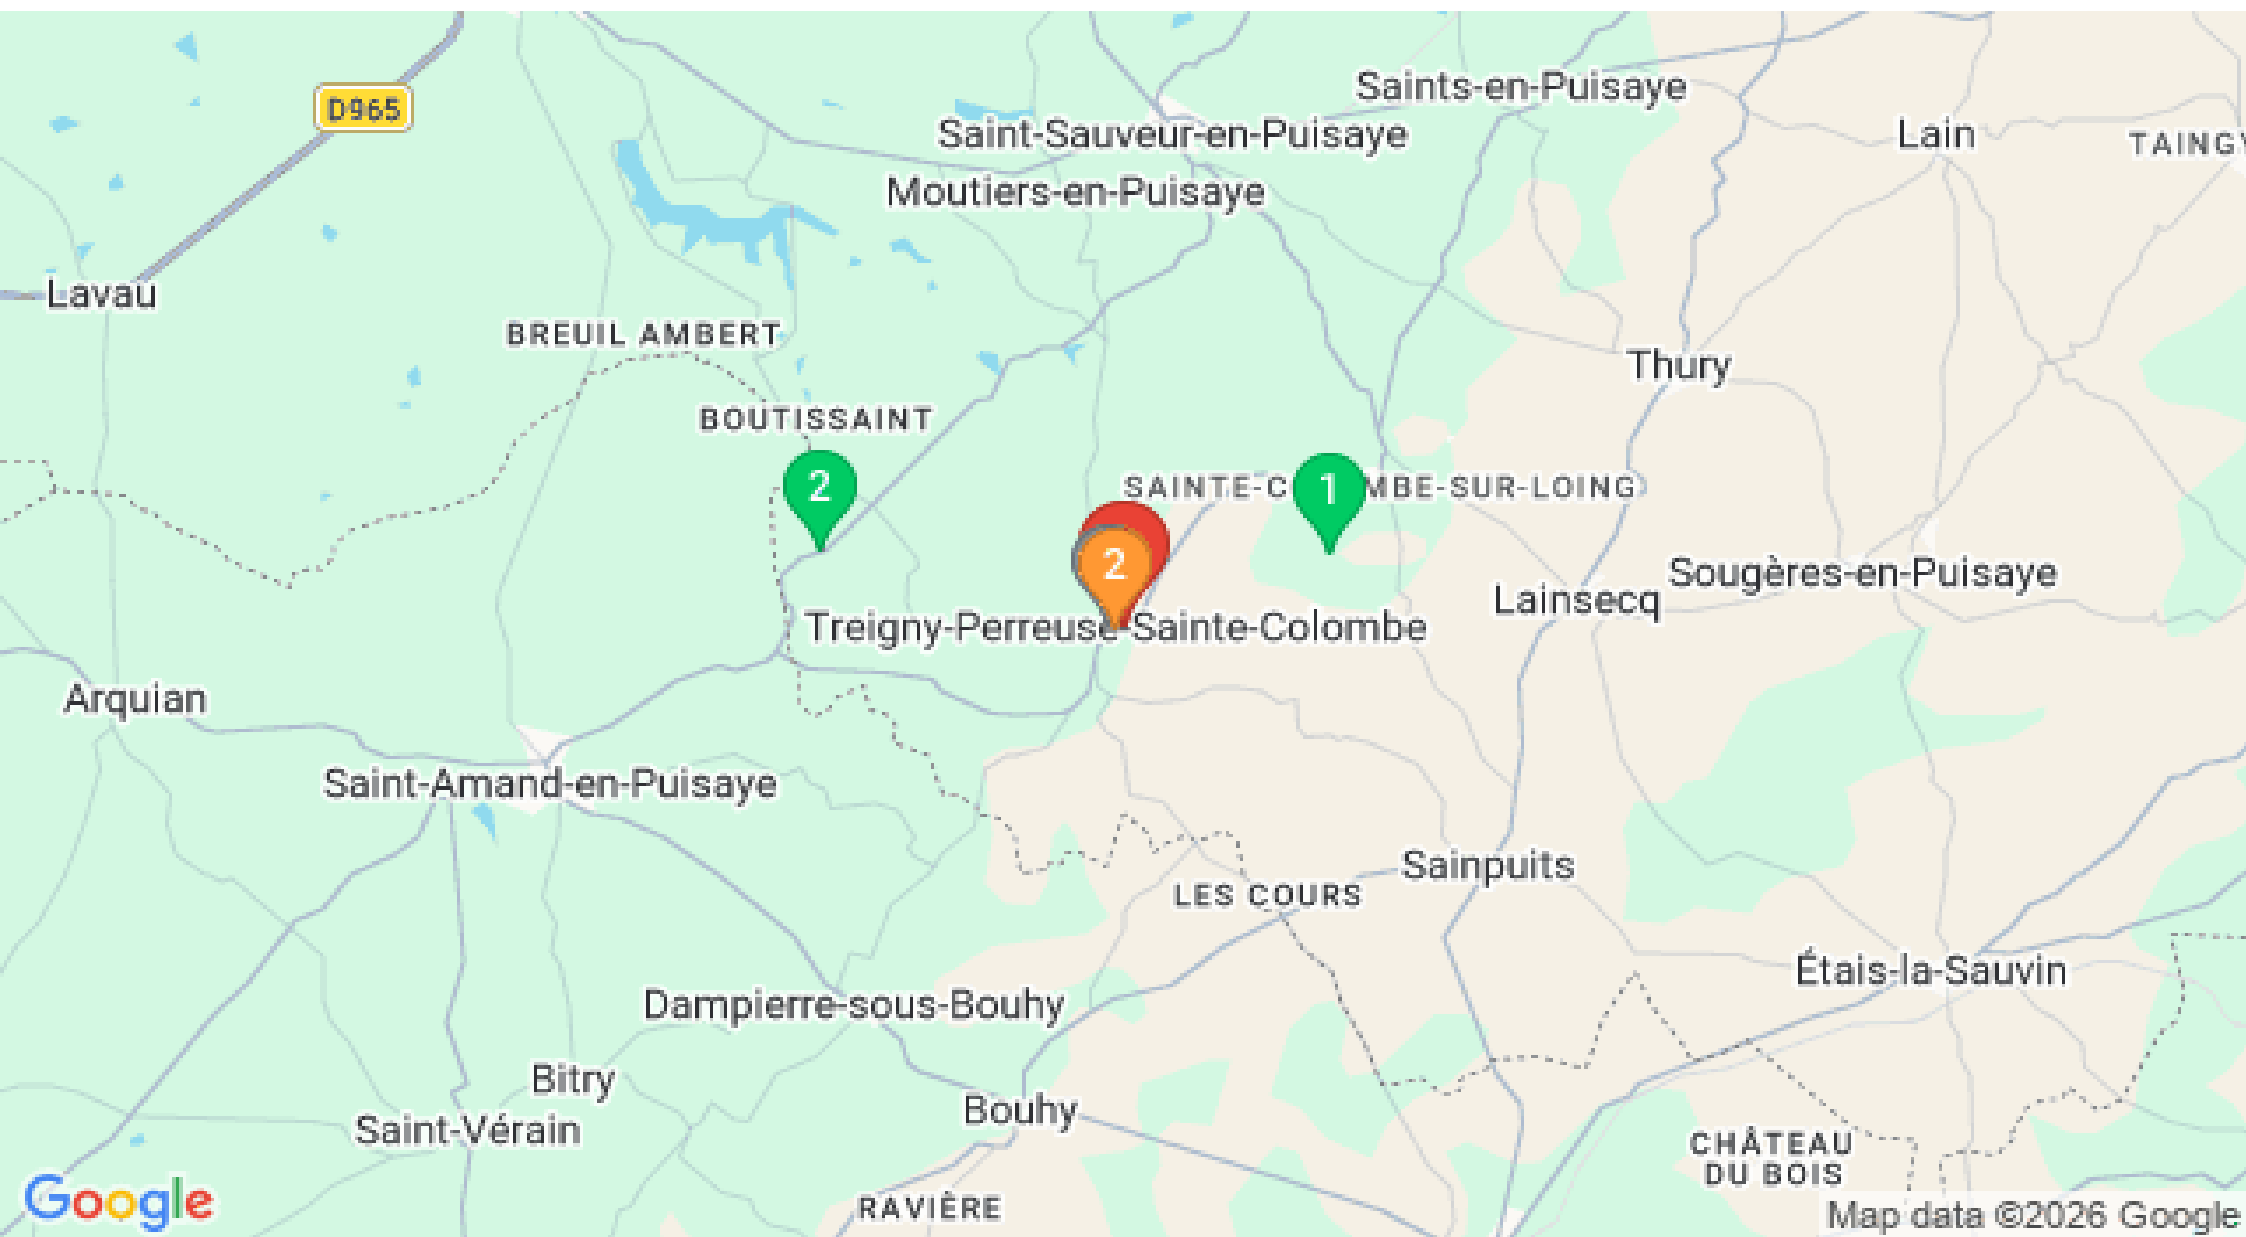 Saints-en-Puisaye
D965
Saint-Sauveur-en-Puisaye
Lain
TAINGY
Moutiers-en-Puisaye
Lavau
BREUIL AMBERT
Thury
BOUTISSAINT
2
SAINTE-C
1
MBE-SUR-LOING
2
Sougères-en-Puisaye
Lainsecq
Treigny-Perreuse-Sainte-Colombe
Arquian
Saint-Amand-en-Puisaye
Sainpuits
LES COURS
Étais-la-Sauvin
Dampierre-sous-Bouhy
Bitry
Bouhy
Saint-Vérain
CHÂTEAU
DU BOIS
Google
RAVIÈRE
Map data ©2026 Google